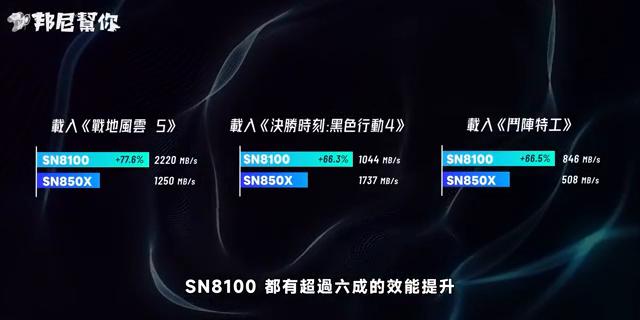 邦尼幫你
載入《戰地風雲 5》
SN8100 +77.6% 2220 MB/s
SN850X 1250 MB/s
載入《決勝時刻:黑色行動4》
SN8100 +66.3% 1044 MB/s
SN850X 1737 MB/s
載入《鬥陣特工》
SN8100 +66.5% 846 MB/s
SN850X 508 MB/s
SN8100 都有超過六成的效能提升